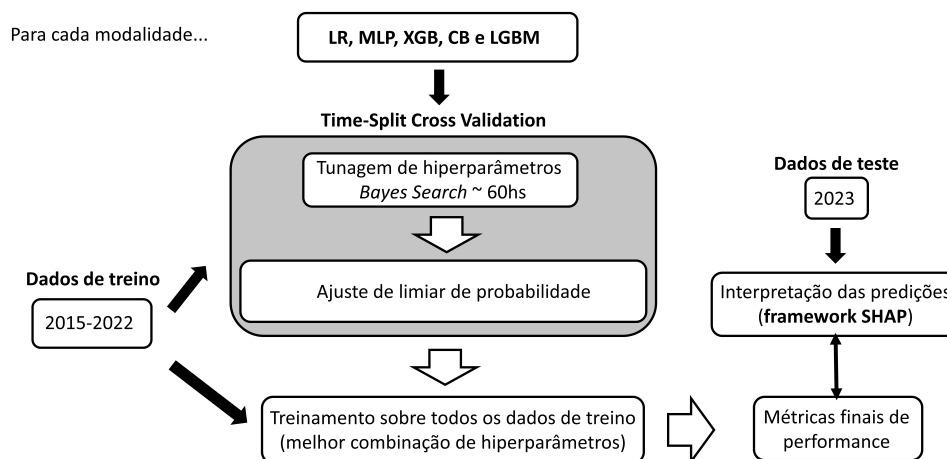 Para cada modalidade...
LR, MLP, XGB, CB e LGBM
Time-Split Cross Validation
Tunagem de hiperparâmetros
Bayes Search ~ 60hs
Ajuste de limiar de probabilidade
Dados de treino
2015-2022
Treinamento sobre todos os dados de treino
(melhor combinação de hiperparâmetros)
Dados de teste
2023
Interpretação das predições
(framework SHAP)
Métricas finais de
performance